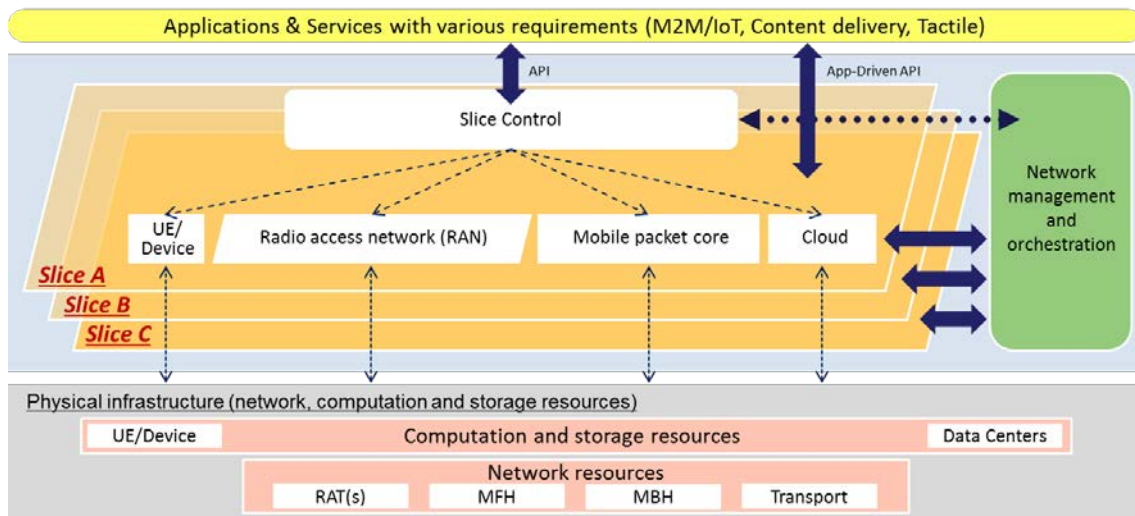 Applications & Services with various requirements (M2M/IoT, Content delivery, Tactile)
API
App-Driven API
Slice Control
Network
management
and
orchestration
UE/
Device
Radio access network (RAN)
Mobile packet core
Cloud
Slice A
Slice B
Slice C
Physical infrastructure (network, computation and storage resources)
UE/Device
Computation and storage resources
Data Centers
Network resources
RAT(s)
MFH
MBH
Transport